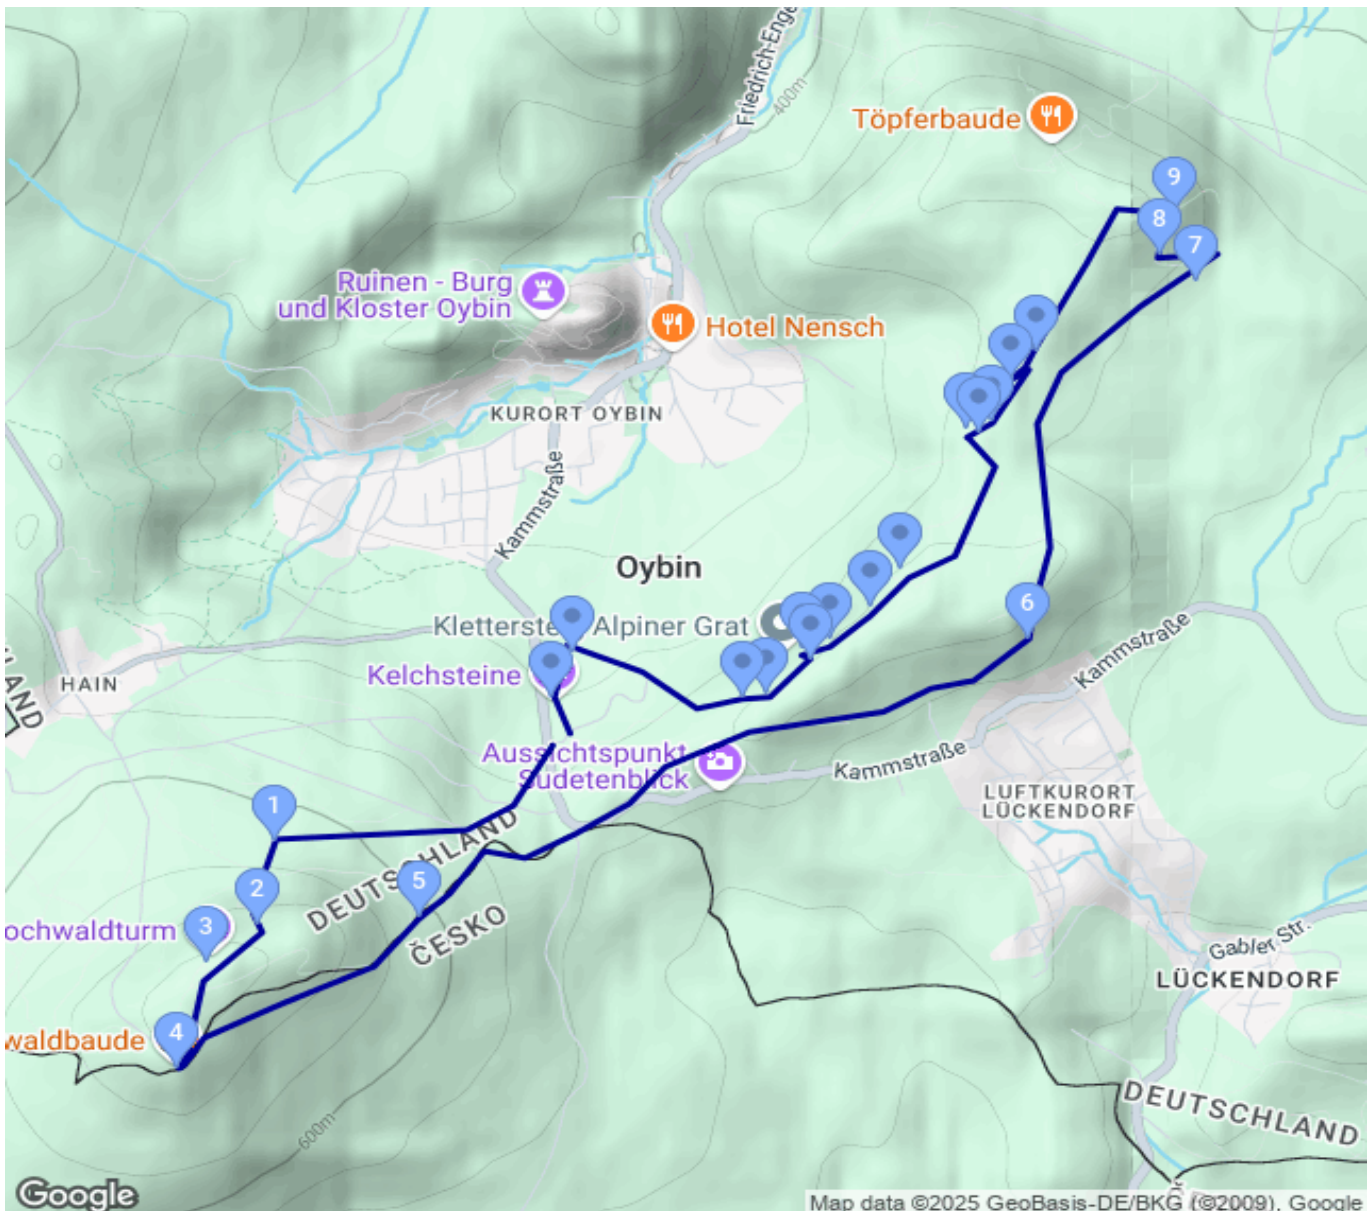 Friedrich-Enge
400m
Töpferbaude
9
8
7
Ruinen - Burg
und Kloster Oybin
Hotel Nensch
KURORT OYBIN
Kammstraße
Oybin
6
Klettersteig Alpiner Grat
Kammstraße
HAIN
LAND
Kelchsteine
Aussichtspunkt
Sudetenblick
Kammstraße
LUFTKURORT
LÜCKENDORF
1
DEUTSCHLAND
5
2
3
ochwaldturm
ČESKO
Gabler Str.
LÜCKENDORF
4
waldbaude
600m
DEUTSCHLAND
Google
Map data ©2025 GeoBasis-DE/BKG (©2009), Google